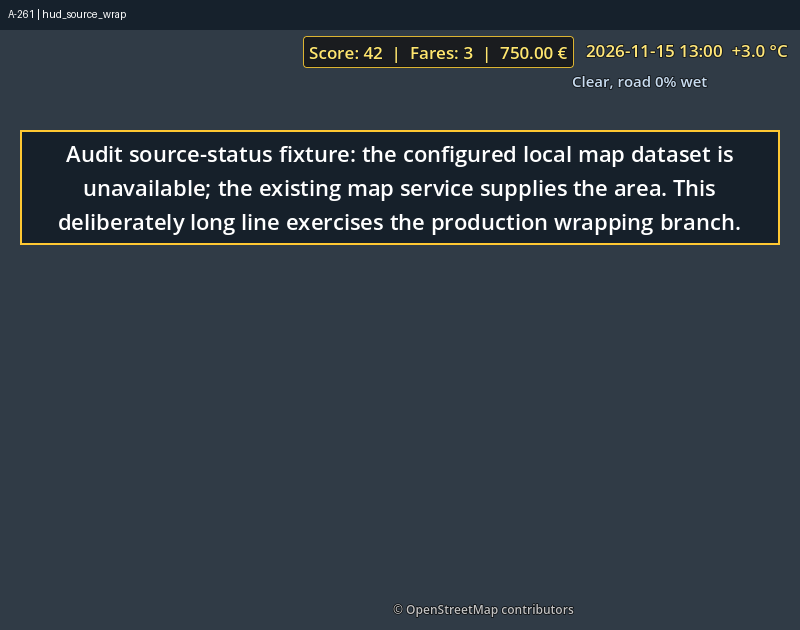 A-261 | hud_source_wrap
Score: 42 | Fares: 3 | 750.00 €
2026-11-15 13:00 +3.0 °C
Clear, road 0% wet
Audit source-status fixture: the configured local map dataset is
unavailable; the existing map service supplies the area. This
deliberately long line exercises the production wrapping branch.
© OpenStreetMap contributors